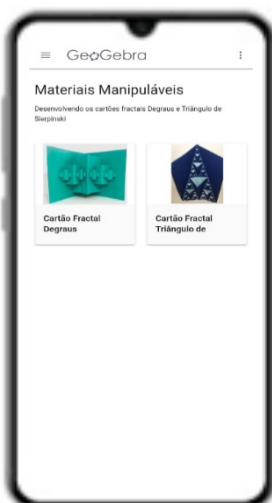 GeoGebra
Materiais Manipuláveis
Desenvolvendo os cartões fractais Degraus e Triângulo de
Sierpinski
Cartão Fractal
Degraus
Cartão Fractal
Triângulo de